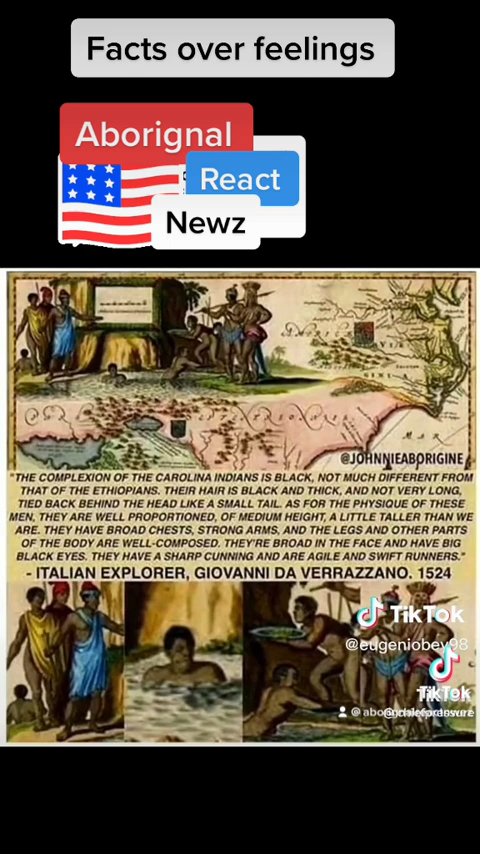 Facts over feelings
Aborignal
React
Newz
@JOHNNIEABORIGINE
"THE COMPLEXION OF THE CAROLINA INDIANS IS BLACK, NOT MUCH DIFFERENT FROM
THAT OF THE ETHIOPIANS. THEIR HAIR IS BLACK AND THICK, AND NOT VERY LONG,
TIED BACK BEHIND THE HEAD LIKE A SMALL TAIL. AS FOR THE PHYSIQUE OF THESE
MEN, THEY ARE WELL PROPORTIONED, OF MEDIUM HEIGHT, A LITTLE TALLER THAN WE
ARE. THEY HAVE BROAD CHESTS, STRONG ARMS, AND THE LEGS AND OTHER PARTS
OF THE BODY ARE WELL-COMPOSED. THEY'RE BROAD IN THE FACE AND HAVE BIG
BLACK EYES. THEY HAVE A SHARP CUNNING AND ARE AGILE AND SWIFT RUNNERS."
- ITALIAN EXPLORER, GIOVANNI DA VERRAZZANO. 1524
TikTok
@eugeniobey98
TikTok